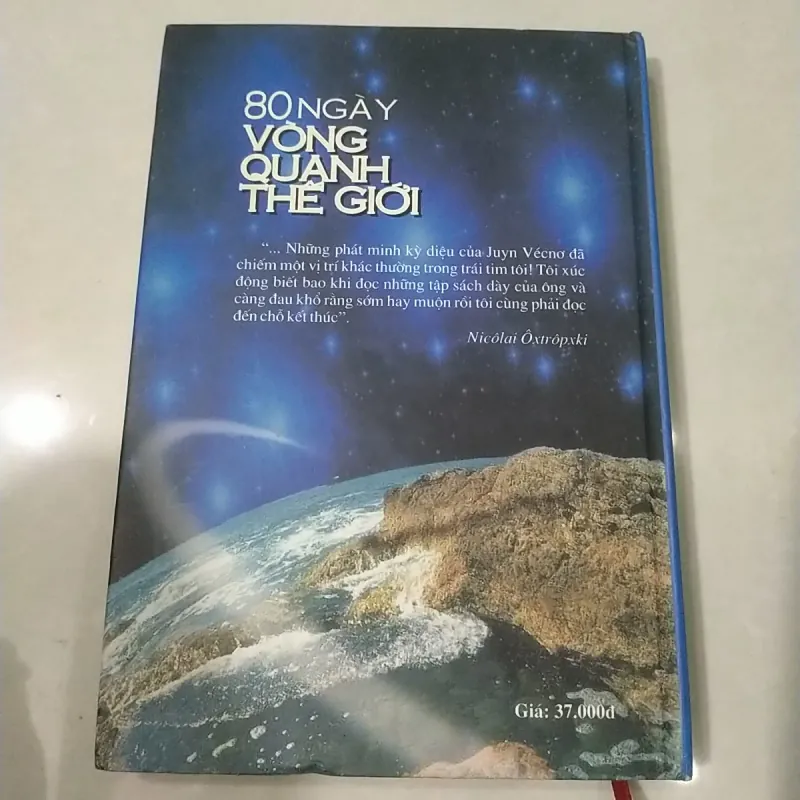 80 NGÀY
VÒNG
QUANH
THẾ GIỚI
“... Những phát minh kỳ diệu của Juyn Vécnơ đã
chiếm một vị trí khác thường trong trái tim tôi! Tôi xúc
động biết bao khi đọc những tập sách dày của ông và
càng đau khổ rằng sớm hay muộn rồi tôi cùng phải đọc
đến chỗ kết thúc”.
Nicôlai Ôxtrôpxki
Giá: 37.000đ